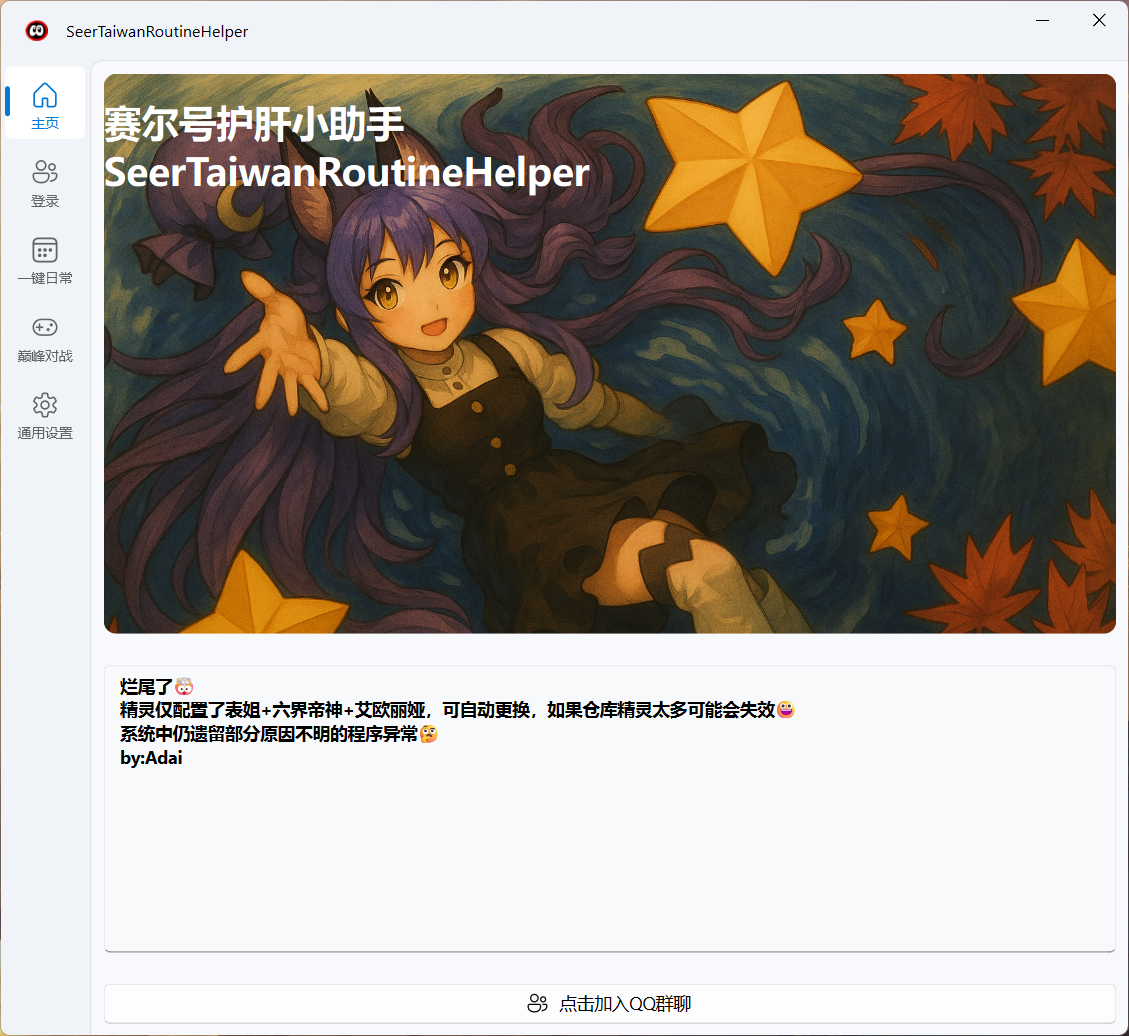 SeerTaiwanRoutineHelper
主页
登录
一键日常
巅峰对战
通用设置
赛尔号护肝小助手
SeerTaiwanRoutineHelper
烂尾了🤯
精灵仅配置了表姐+六界帝神+艾欧丽娅，可自动更换，如果仓库精灵太多可能会失效😀
系统中仍遗留部分原因不明的程序异常🤔
by:Adai
点击加入QQ群聊